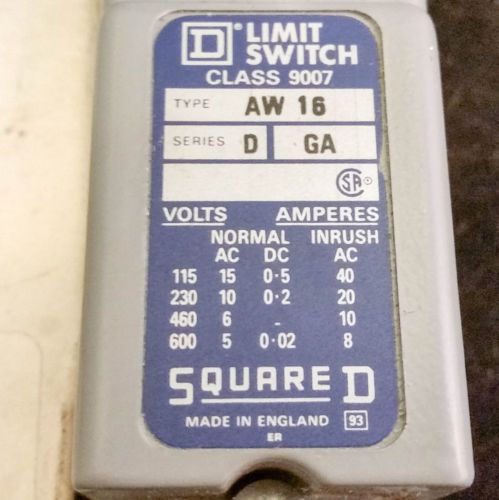 D® LIMIT
SWITCH
CLASS 9007
TYPE AW 16
SERIES D GA
SA®
VOLTS AMPERES
NORMAL INRUSH
AC DC AC
115 15 0·5 40
230 10 0·2 20
460 6 - 10
600 5 0·02 8
SQUARE D
MADE IN ENGLAND 93
ER